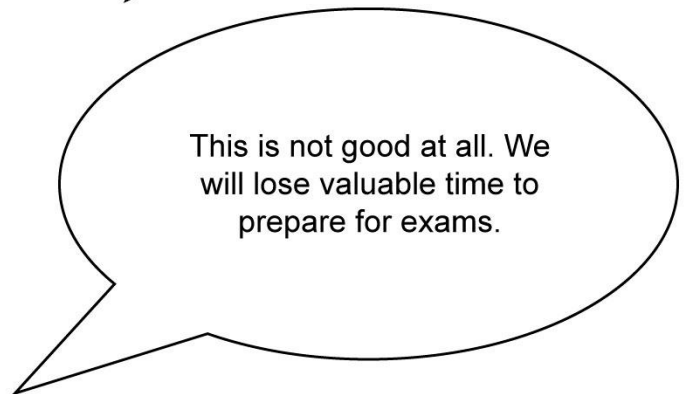 This is not good at all. We
will lose valuable time to
prepare for exams.